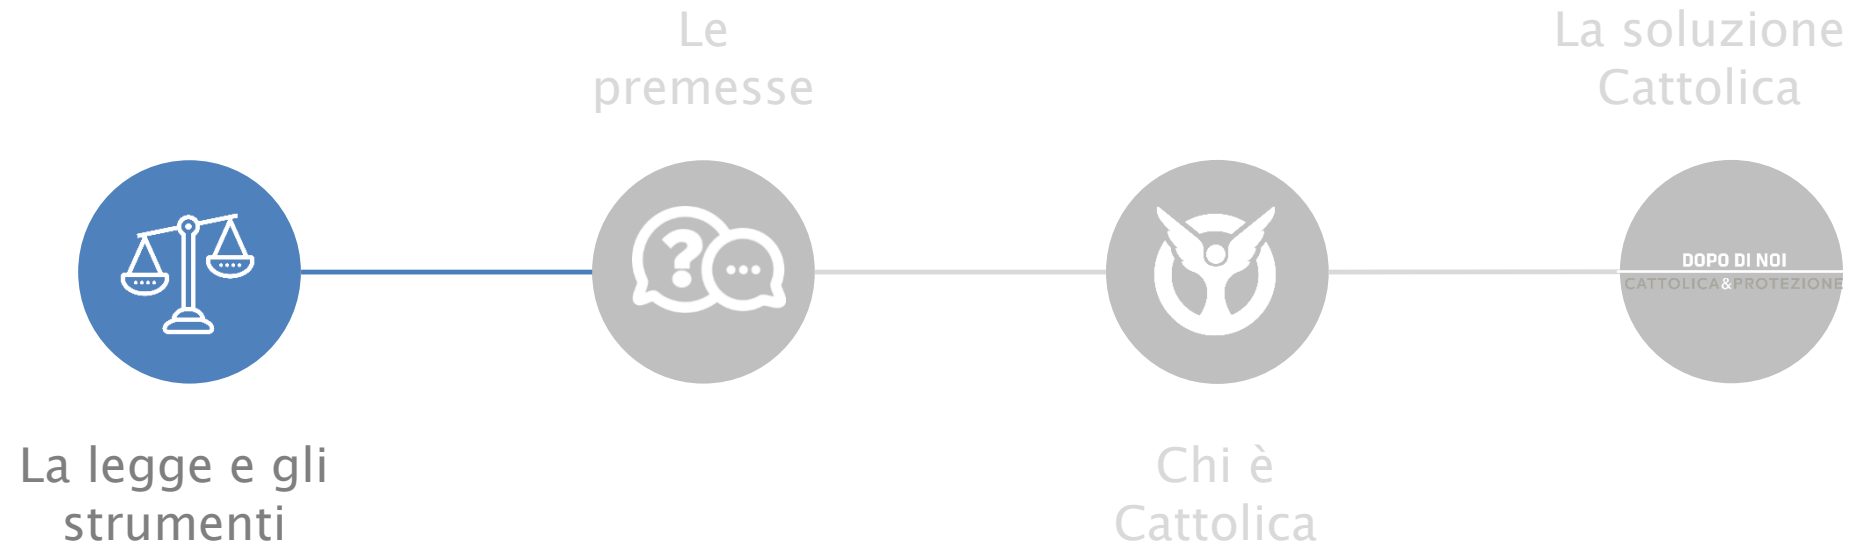 Le
premesse
La soluzione
Cattolica
DOPO DI NOI
CATTOLICA&PROTEZIONE
La legge e gli
strumenti
Chi è
Cattolica